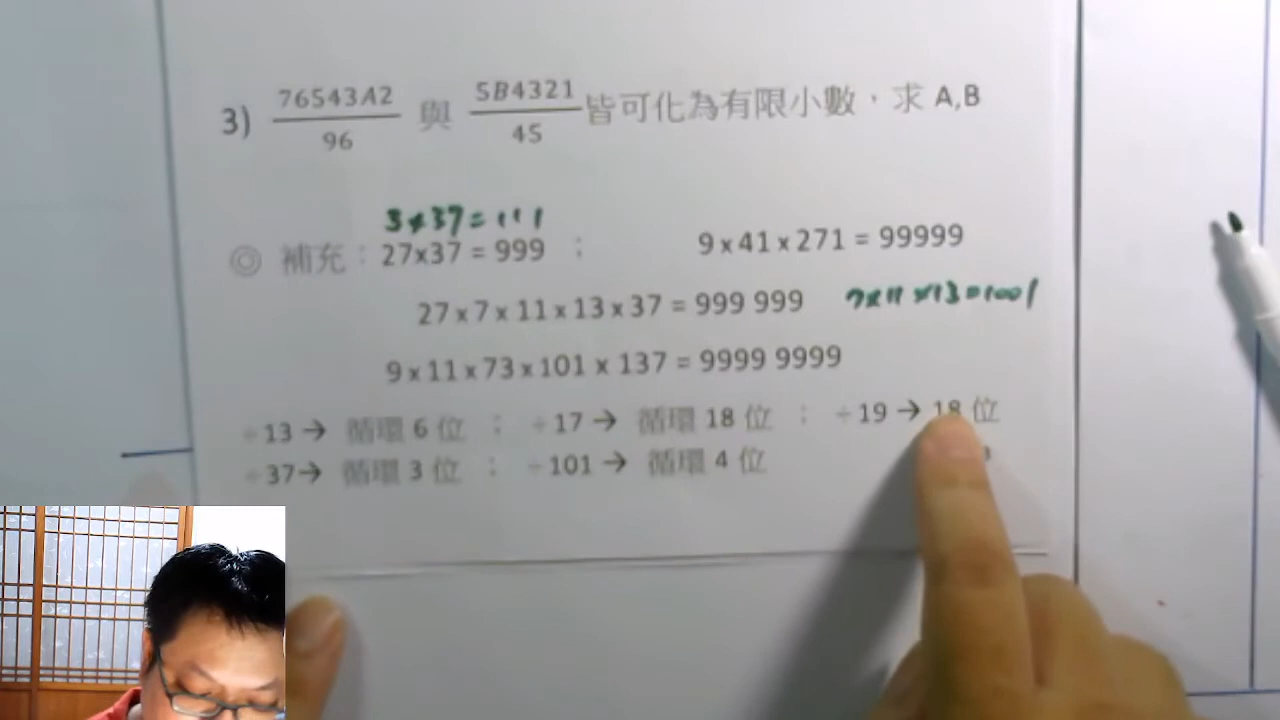 3) 76543A2/96 與 5B4321/45 皆可化為有限小數，求 A,B
3×37=111
◎ 補充：27x37 = 999 ； 9 x 41 x 271 = 99999
27 x 7 x 11 x 13 x 37 = 999 999 7×11×13=1001
9 x 11 x 73 x 101 x 137 = 9999 9999
÷13 → 循環 6 位 ； ÷17 → 循環 18 位 ； ÷19 → 18 位
÷37→ 循環 3 位 ； ÷101 → 循環 4 位